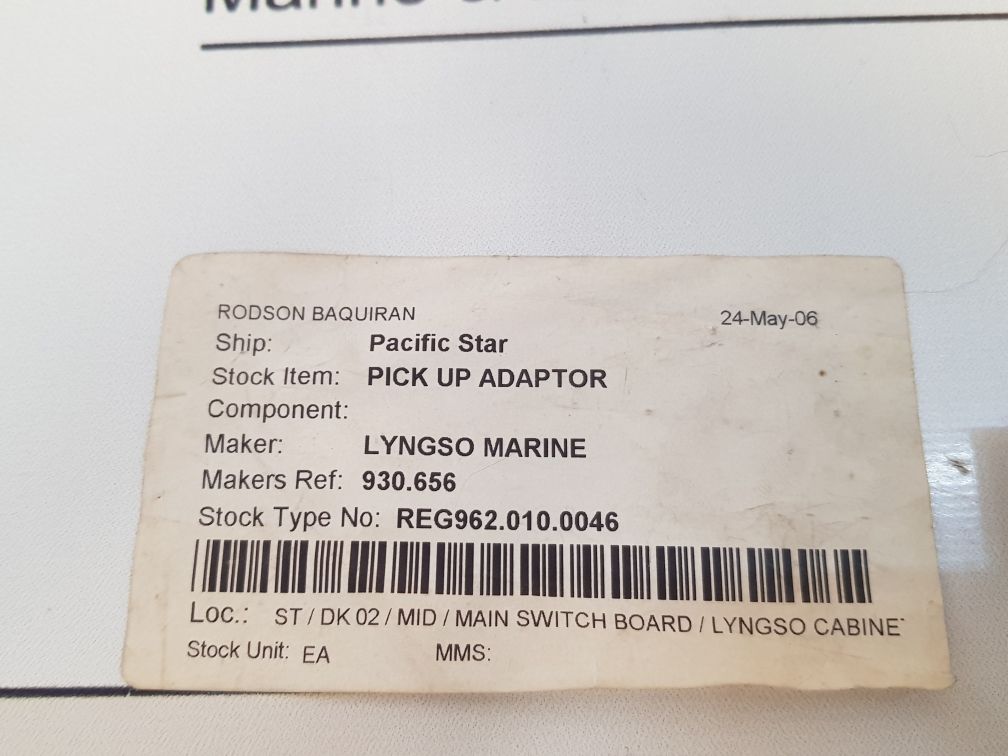 RODSON BAQUIRAN 24-May-06
Ship: Pacific Star
Stock Item: PICK UP ADAPTOR
Component:
Maker: LYNGSO MARINE
Makers Ref: 930.656
Stock Type No: REG962.010.0046
Loc.: ST / DK 02 / MID / MAIN SWITCH BOARD / LYNGSO CABINE
Stock Unit: EA MMS: